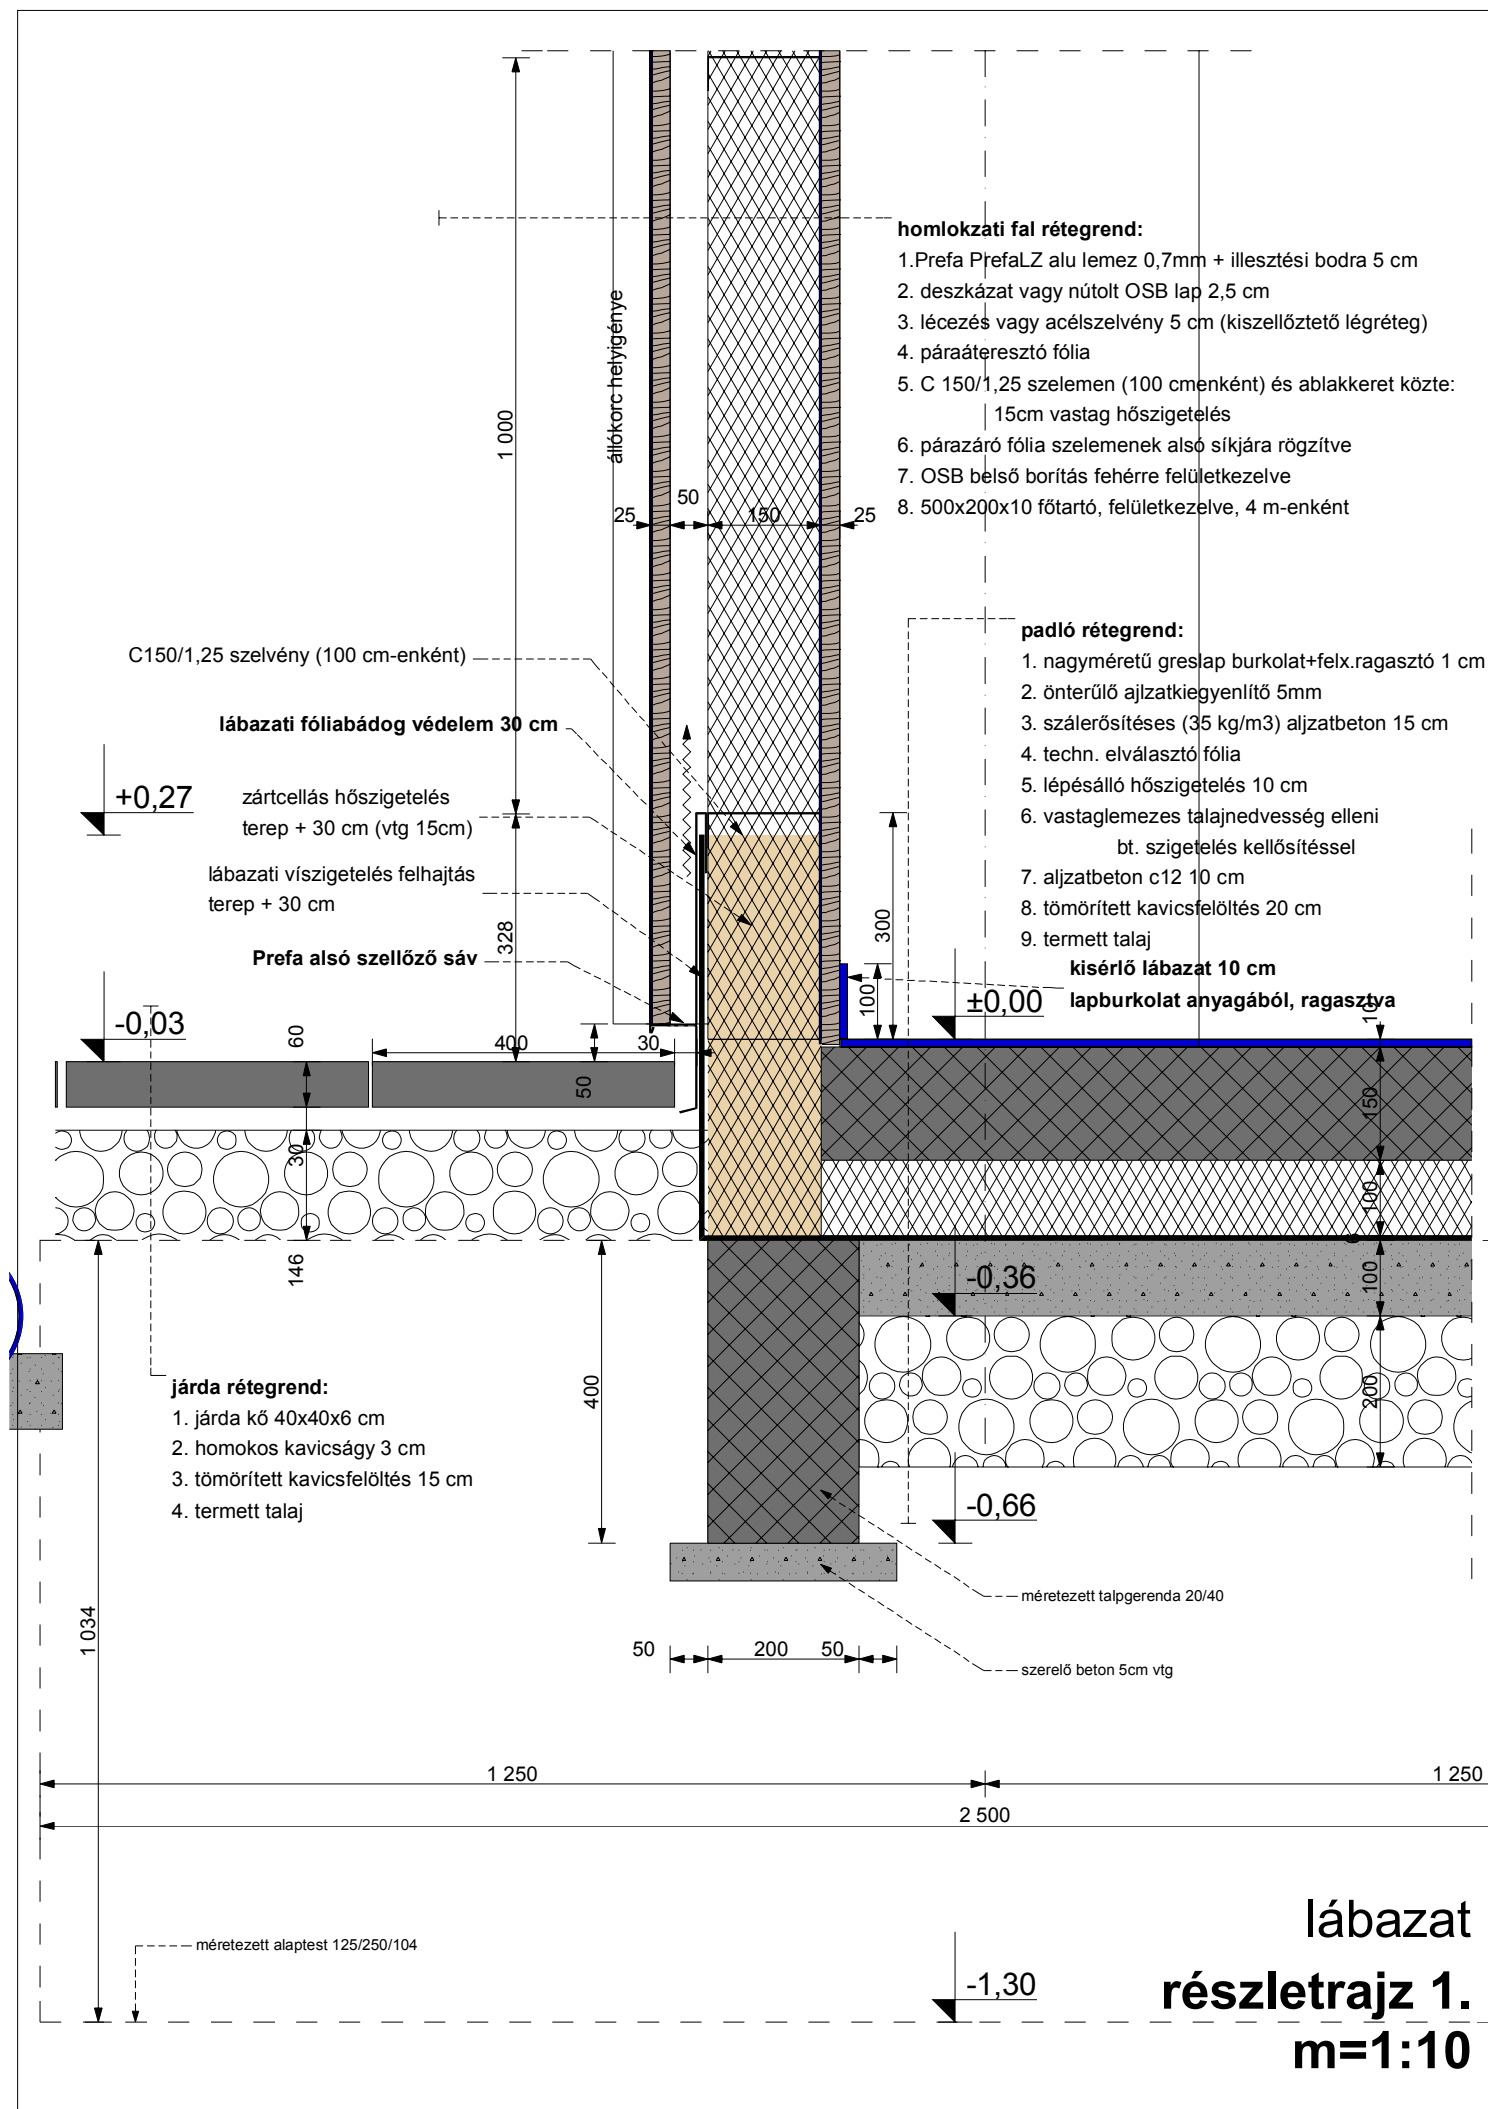 homlokzati fal rétegrend:
1.Prefa PrefaLZ alu lemez 0,7mm + illesztési bodra 5 cm
2. deszkázat vagy nútolt OSB lap 2,5 cm
3. lécezés vagy acélszelvény 5 cm (kiszellőztető légréteg)
4. páraáteresztő fólia
5. C 150/1,25 szelemen (100 cmenként) és ablakkeret közte:
15cm vastag hőszigetelés
6. párazáró fólia szelemenek alsó síkjára rögzítve
7. OSB belső borítás fehérre felületkezelve
8. 500x200x10 főtartó, felületkezelve, 4 m-enként
1 000
állókorc helyigénye
25
50
150
25
padló rétegrend:
1. nagyméretű greslap burkolat+felx.ragasztó 1 cm
2. önterűlő ajlzatkiegyenlítő 5mm
3. szálerősítéses (35 kg/m3) aljzatbeton 15 cm
4. techn. elválasztó fólia
5. lépésálló hőszigetelés 10 cm
6. vastaglemezes talajnedvesség elleni
bt. szigetelés kellősítéssel
7. aljzatbeton c12 10 cm
8. tömörített kavicsfelöltés 20 cm
9. termett talaj
C150/1,25 szelvény (100 cm-enként)
lábazati fóliabádog védelem 30 cm
+0,27
zártcellás hőszigetelés
terep + 30 cm (vtg 15cm)
lábazati víszigetelés felhajtás
terep + 30 cm
Prefa alsó szellőző sáv
328
300
100
kisérlő lábazat 10 cm
lapburkolat anyagából, ragasztva
±0,00
10
-0,03
60
400
30
50
150
30
100
6
146
-0,36
100
200
400
járda rétegrend:
1. járda kő 40x40x6 cm
2. homokos kavicságy 3 cm
3. tömörített kavicsfelöltés 15 cm
4. termett talaj
-0,66
méretezett talpgerenda 20/40
1 034
50
200
50
szerelő beton 5cm vtg
1 250
1 250
2 500
méretezett alaptest 125/250/104
-1,30
lábazat
részletrajz 1.
m=1:10